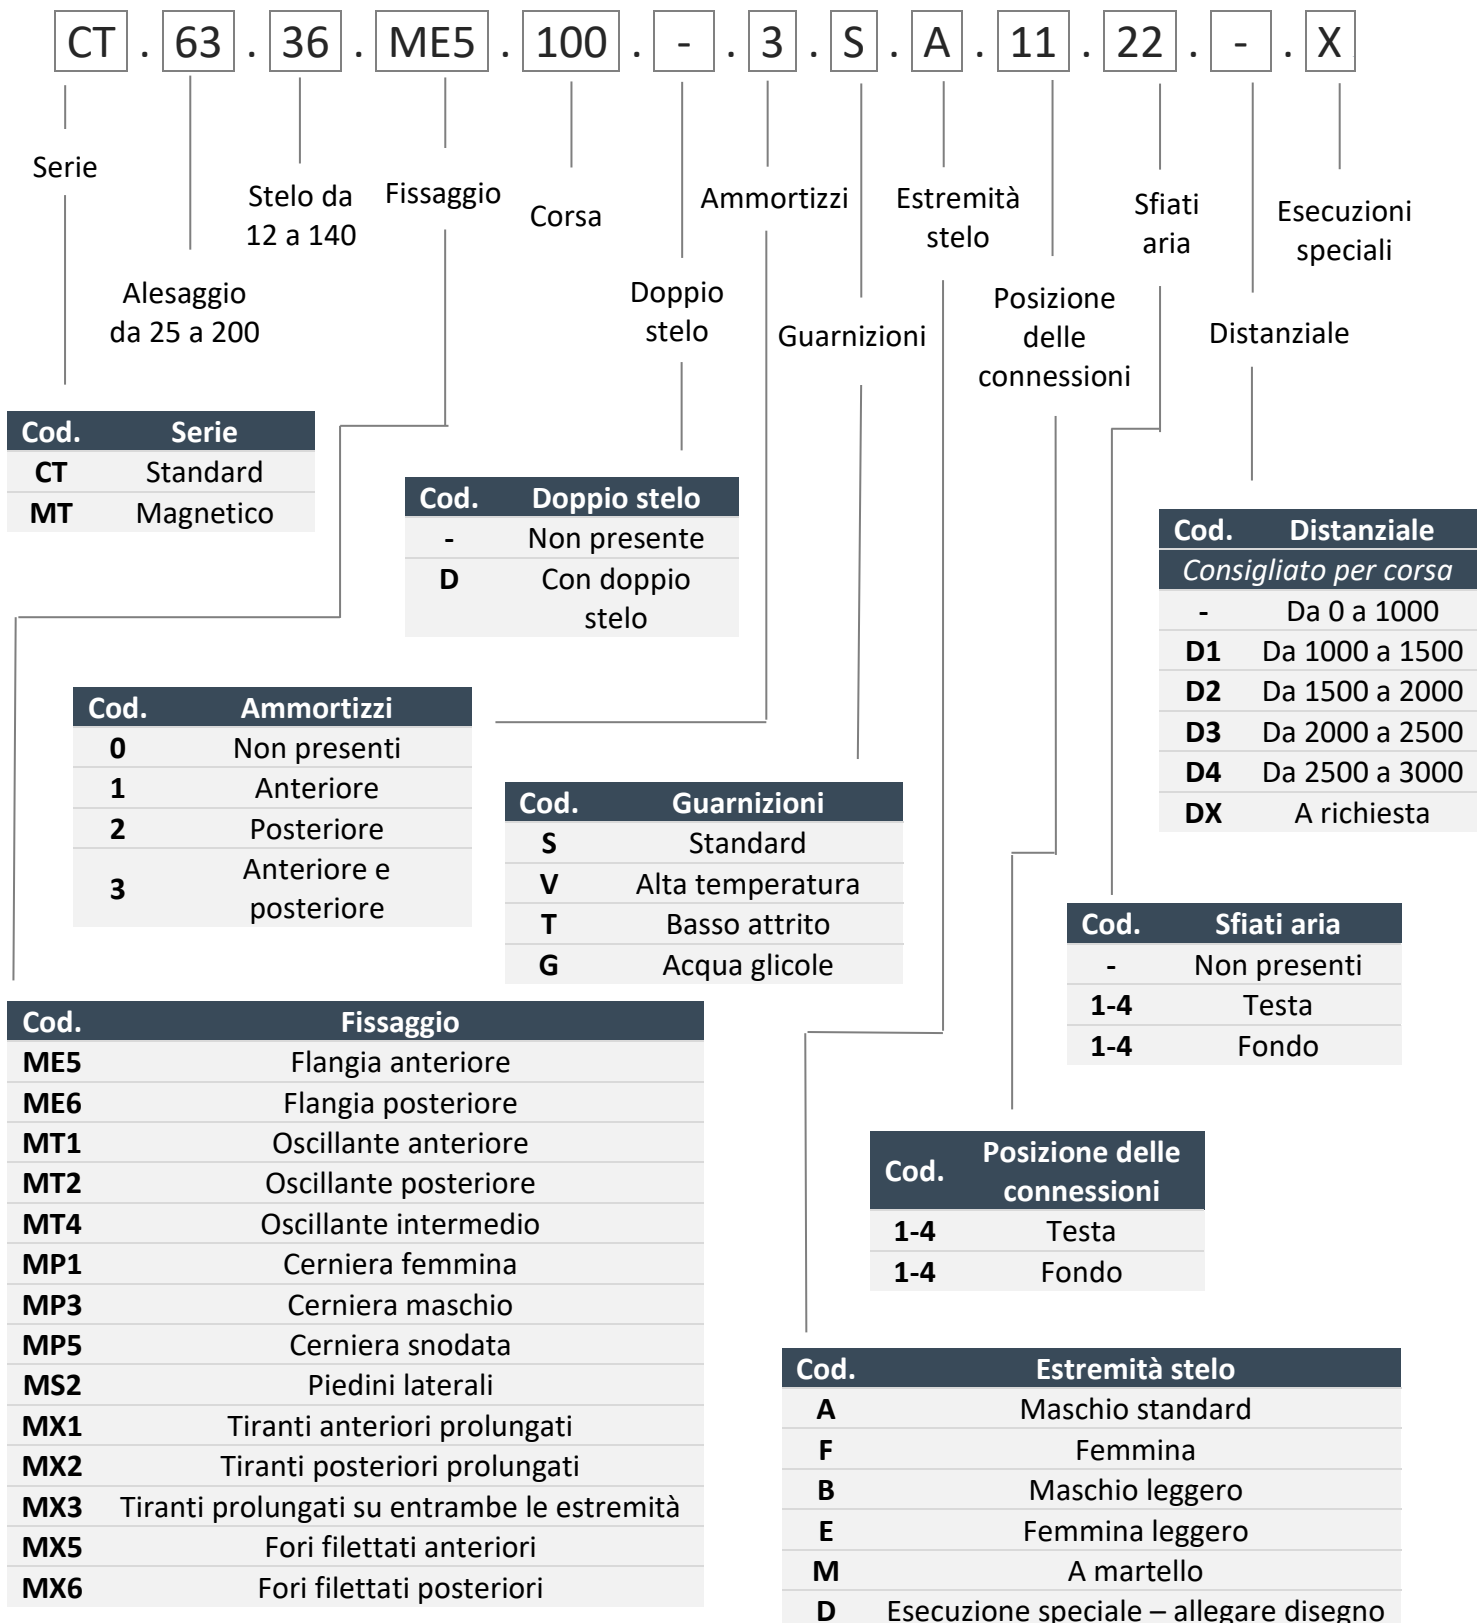 CT . 63 . 36 . ME5 . 100 . - . 3 . S . A . 11 . 22 . - . X
Serie
Alesaggio
da 25 a 200
Stelo da
12 a 140
Fissaggio
Corsa
Doppio
stelo
Ammortizzi
Guarnizioni
Estremità
stelo
Posizione
delle
connessioni
Sfiati
aria
Distanziale
Esecuzioni
speciali
Cod. Serie
CT Standard
MT Magnetico
Cod. Doppio stelo
- Non presente
D Con doppio
stelo
Cod. Distanziale
Consigliato per corsa
- Da 0 a 1000
D1 Da 1000 a 1500
D2 Da 1500 a 2000
D3 Da 2000 a 2500
D4 Da 2500 a 3000
DX A richiesta
Cod. Ammortizzi
0 Non presenti
1 Anteriore
2 Posteriore
3 Anteriore e
posteriore
Cod. Guarnizioni
S Standard
V Alta temperatura
T Basso attrito
G Acqua glicole
Cod. Sfiati aria
- Non presenti
1-4 Testa
1-4 Fondo
Cod. Fissaggio
ME5 Flangia anteriore
ME6 Flangia posteriore
MT1 Oscillante anteriore
MT2 Oscillante posteriore
MT4 Oscillante intermedio
MP1 Cerniera femmina
MP3 Cerniera maschio
MP5 Cerniera snodata
MS2 Piedini laterali
MX1 Tiranti anteriori prolungati
MX2 Tiranti posteriori prolungati
MX3 Tiranti prolungati su entrambe le estremità
MX5 Fori filettati anteriori
MX6 Fori filettati posteriori
Cod. Posizione delle
connessioni
1-4 Testa
1-4 Fondo
Cod. Estremità stelo
A Maschio standard
F Femmina
B Maschio leggero
E Femmina leggero
M A martello
D Esecuzione speciale – allegare disegno